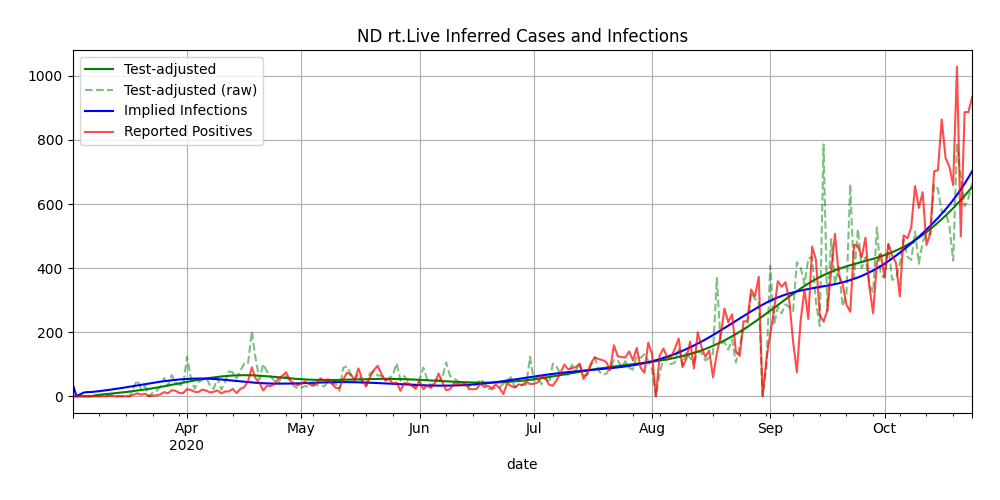 ND rt.Live Inferred Cases and Infections
Test-adjusted
Test-adjusted (raw)
Implied Infections
Reported Positives
1000
800
600
400
200
0
Apr May Jun Jul Aug Sep Oct
2020
date